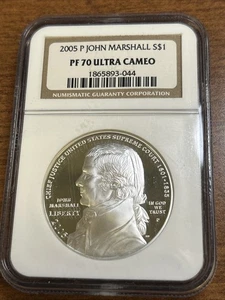 2005 P JOHN MARSHALL S$1
PF 70 ULTRA CAMEO
1865893-044
NUMISMATIC GUARANTY CORPORATION
CHIEF JUSTICE UNITED STATES SUPREME COURT 1801-1835
JOHN
MARSHALL
LIBERTY
IN GOD
WE
TRUST
P